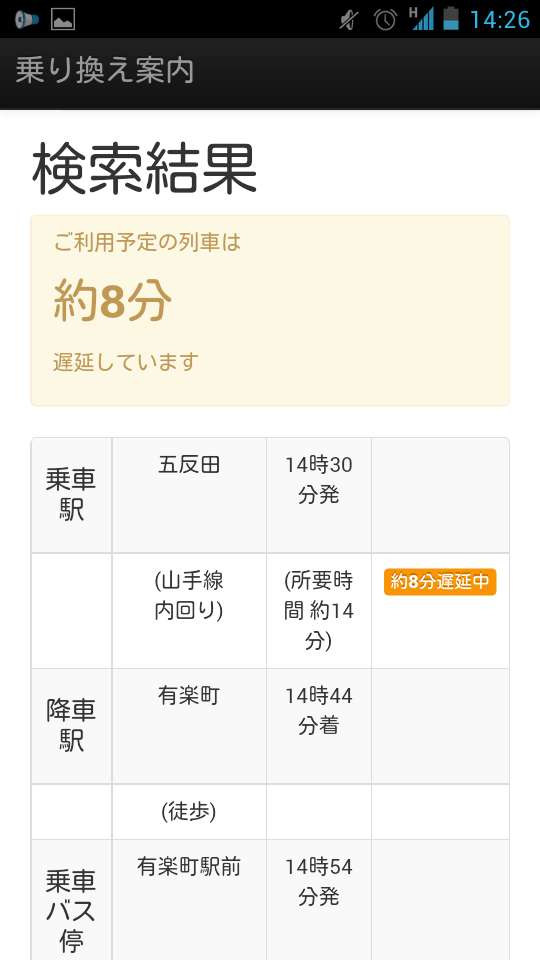 H 14:26
乗り換え案内
検索結果
ご利用予定の列車は
約8分
遅延しています
乗車
駅
五反田
14時30
分発
(山手線
内回り)
(所要時
間 約14
分)
約8分遅延中
降車
駅
有楽町
14時44
分着
(徒歩)
乗車
バス
停
有楽町駅前
14時54
分発